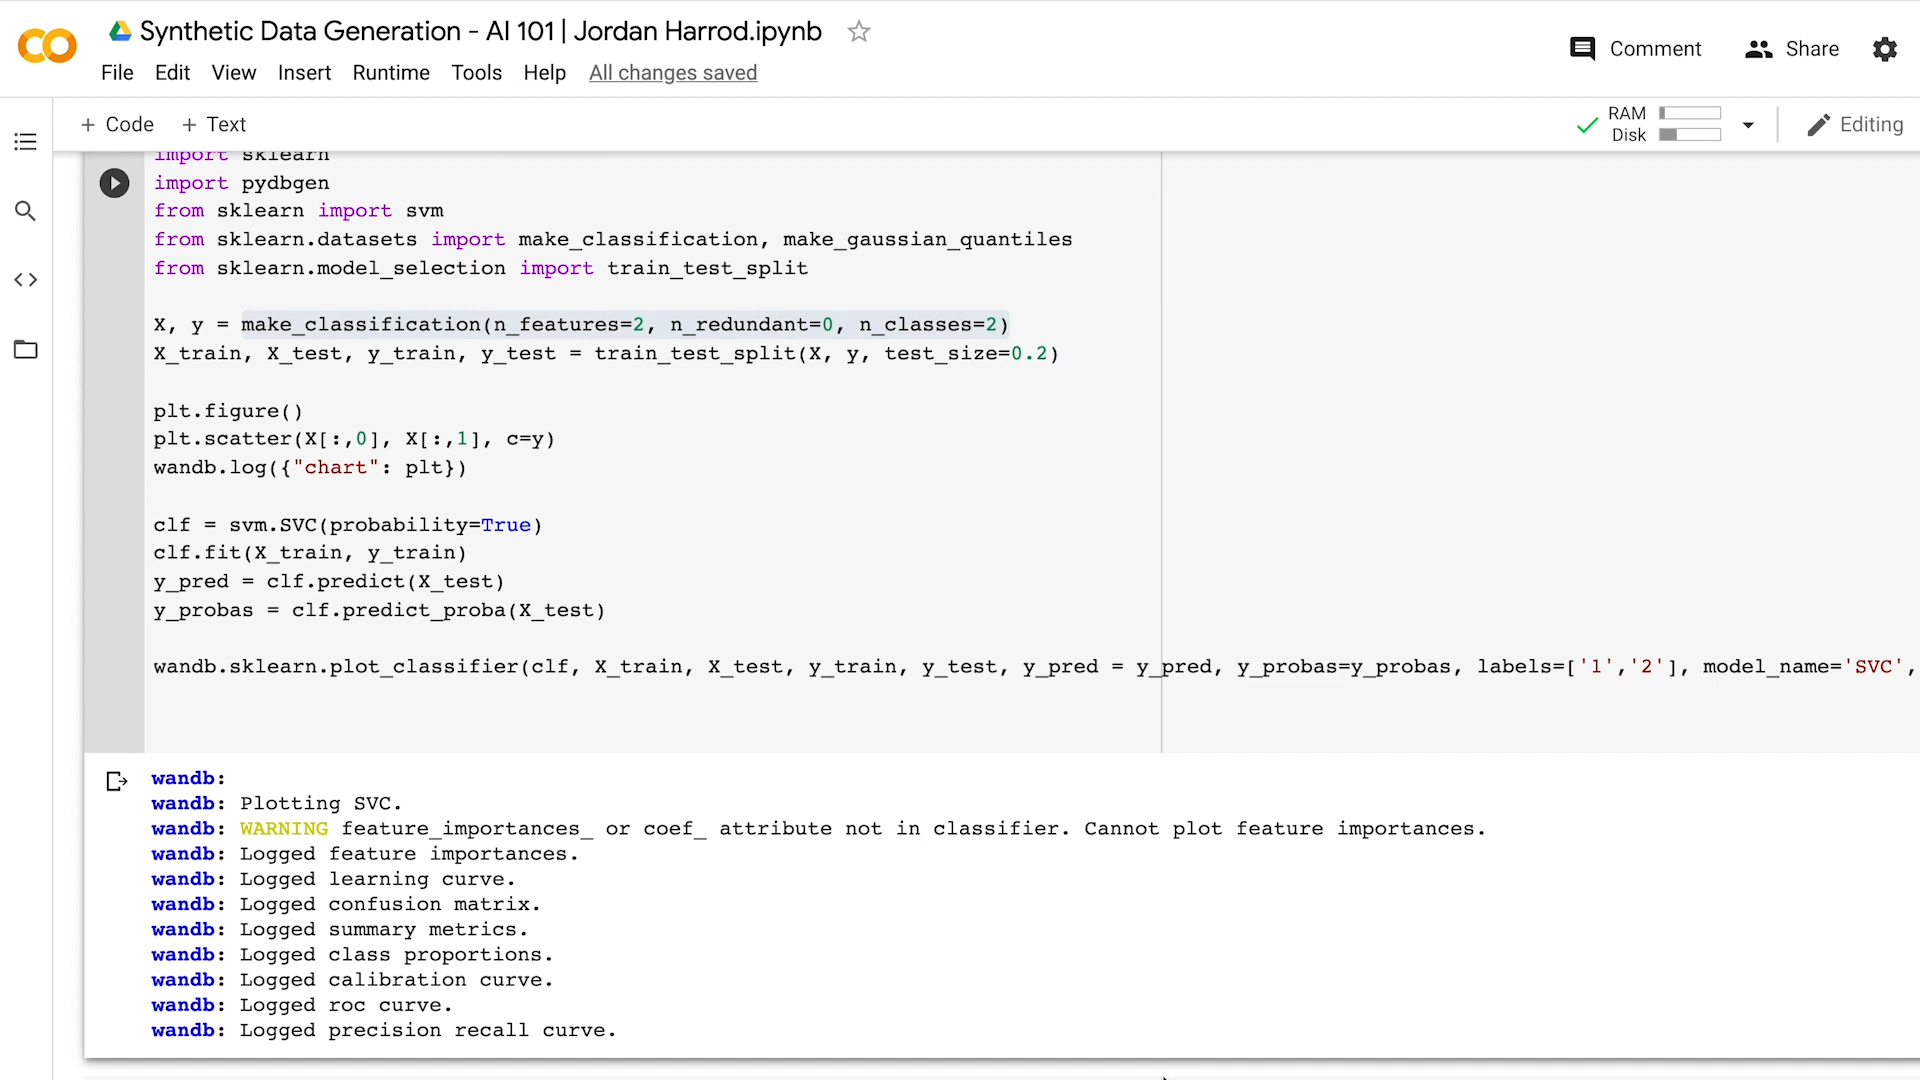 Synthetic Data Generation - AI 101 | Jordan Harrod.ipynb
Comment
Share
File Edit View Insert Runtime Tools Help All changes saved
+ Code + Text
RAM
Disk
Editing
import sklearn
import pydbgen
from sklearn import svm
from sklearn.datasets import make_classification, make_gaussian_quantiles
from sklearn.model_selection import train_test_split
X, y = make_classification(n_features=2, n_redundant=0, n_classes=2)
X_train, X_test, y_train, y_test = train_test_split(X, y, test_size=0.2)
plt.figure()
plt.scatter(X[:,0], X[:,1], c=y)
wandb.log({"chart": plt})
clf = svm.SVC(probability=True)
clf.fit(X_train, y_train)
y_pred = clf.predict(X_test)
y_probas = clf.predict_proba(X_test)
wandb.sklearn.plot_classifier(clf, X_train, X_test, y_train, y_test, y_pred = y_pred, y_probas=y_probas, labels=['1','2'], model_name='SVC',
wandb:
wandb: Plotting SVC.
wandb: WARNING feature_importances_ or coef_ attribute not in classifier. Cannot plot feature importances.
wandb: Logged feature importances.
wandb: Logged learning curve.
wandb: Logged confusion matrix.
wandb: Logged summary metrics.
wandb: Logged class proportions.
wandb: Logged calibration curve.
wandb: Logged roc curve.
wandb: Logged precision recall curve.